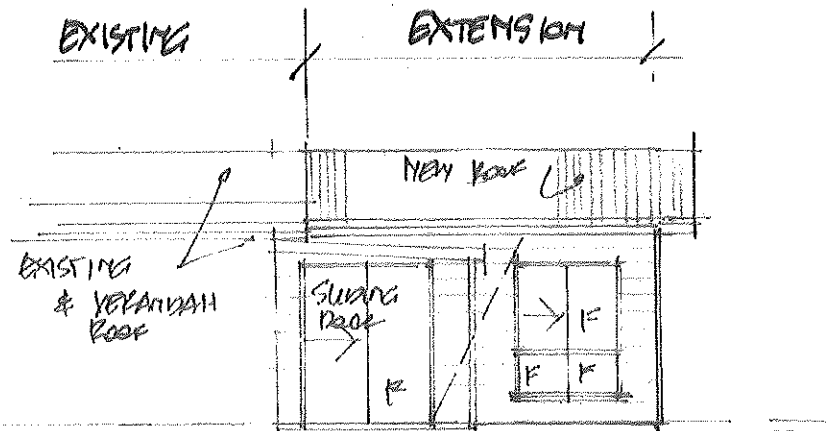 EXISTING
EXTENSION
NEW ROOF
EXISTING
& VERANDAH
ROOF
SLIDING
DOOR
F
F
F
F